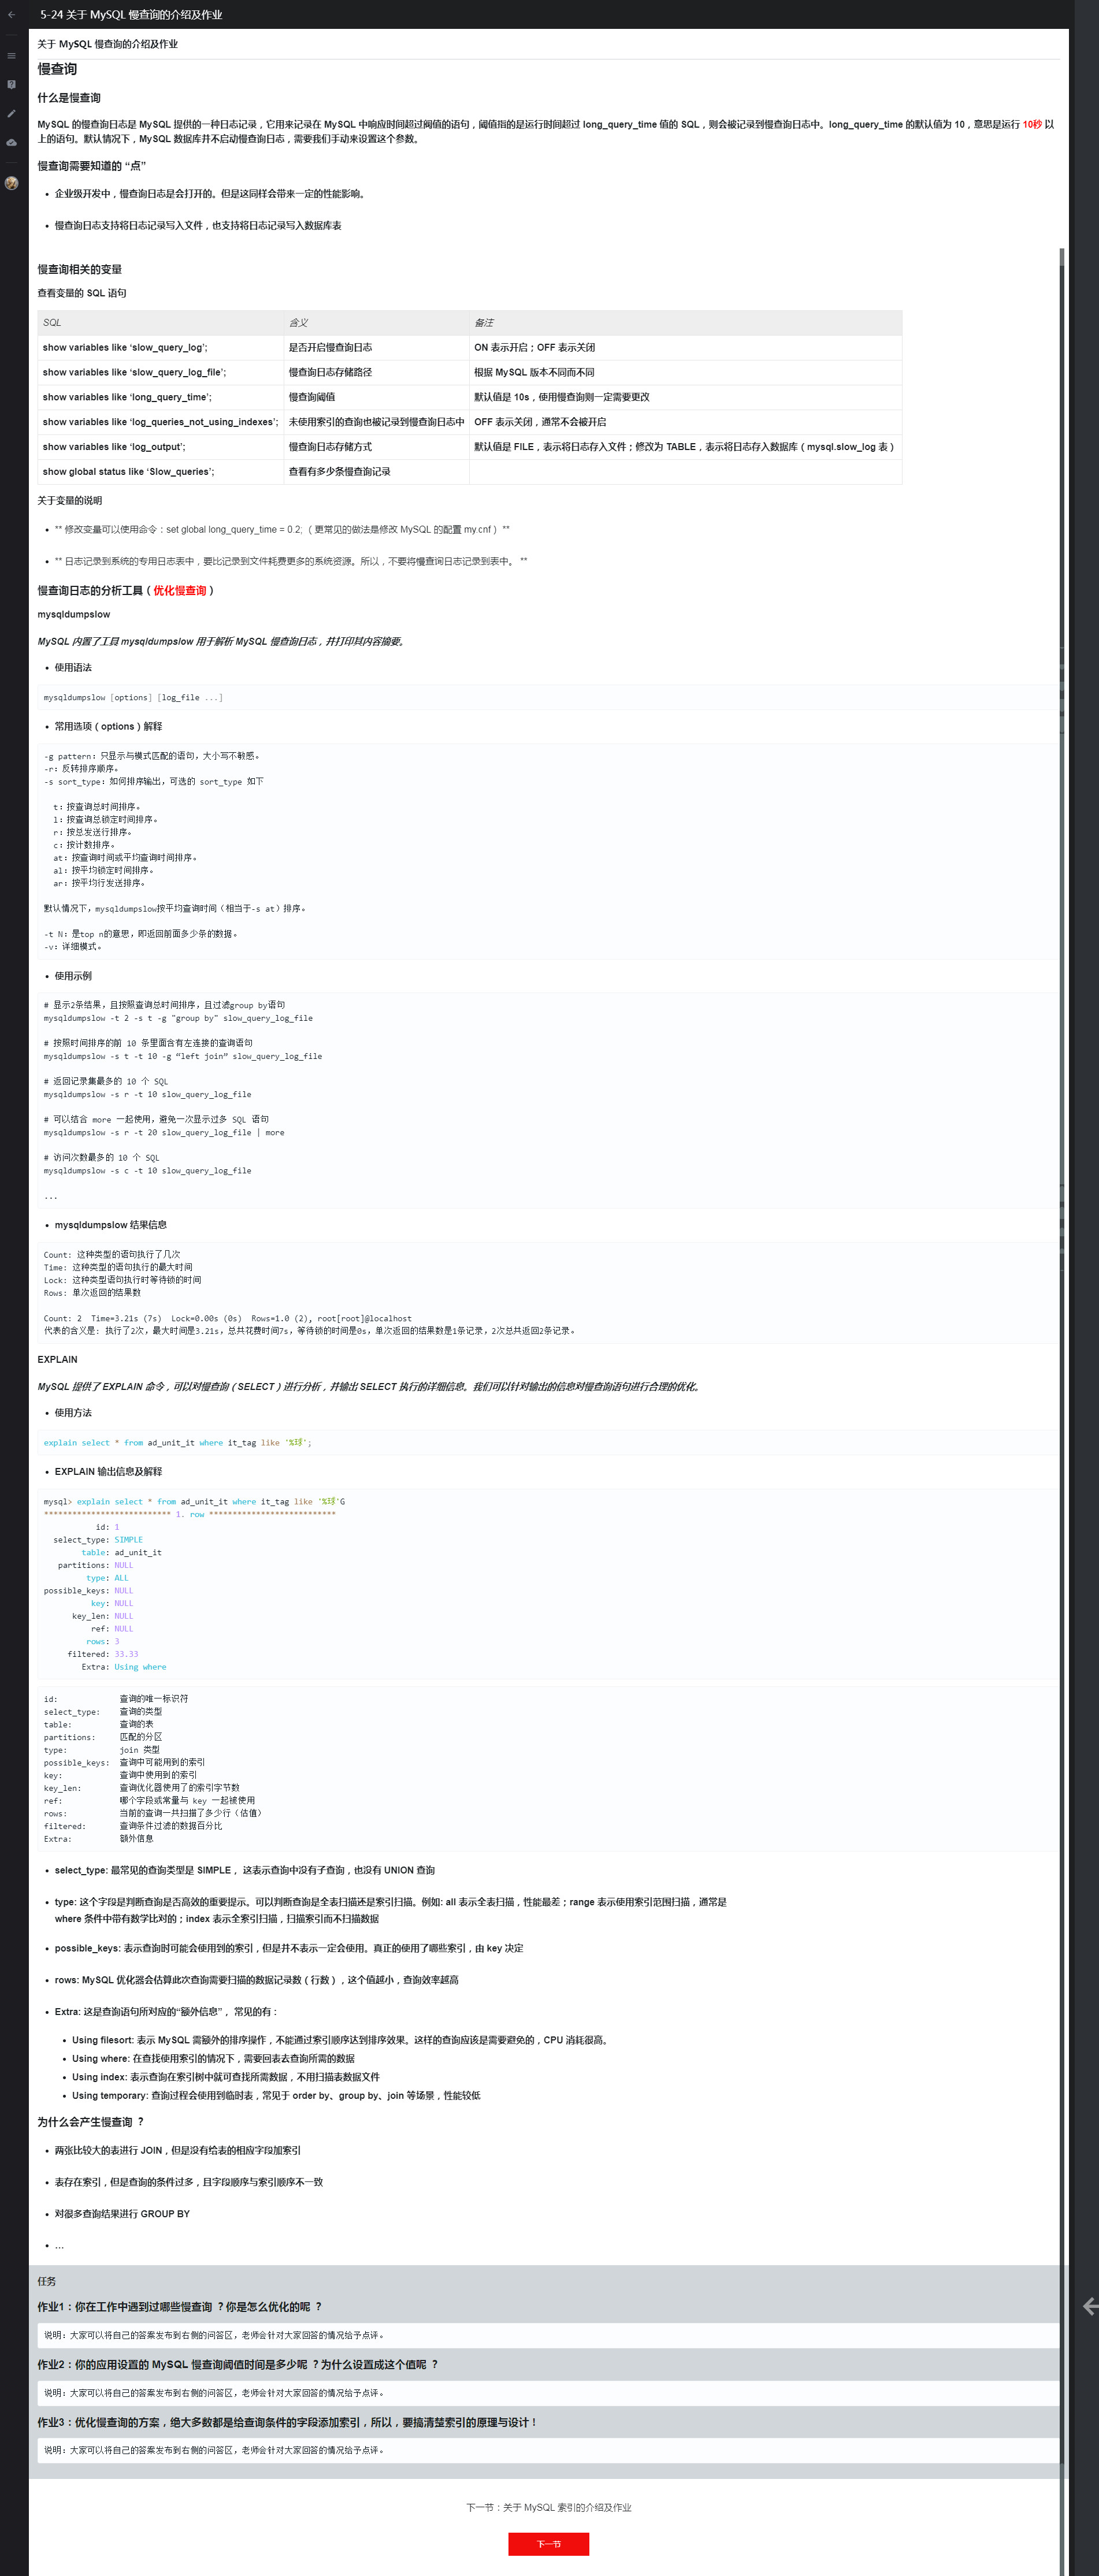 5-24 关于 MySQL 慢查询的介绍及作业
关于 MySQL 慢查询的介绍及作业
慢查询
什么是慢查询
MySQL 的慢查询日志是 MySQL 提供的一种日志记录，它用来记录在 MySQL 中响应时间超过阀值的语句，阈值指的是运行时间超过 long_query_time 值的 SQL，则会被记录到慢查询日志中。long_query_time 的默认值为 10，意思是运行 10秒 以
上的语句。默认情况下，MySQL 数据库并不启动慢查询日志，需要我们手动来设置这个参数。
慢查询需要知道的 “点”
• 企业级开发中，慢查询日志是会打开的。但是这同样会带来一定的性能影响。
• 慢查询日志支持将日志记录写入文件，也支持将日志记录写入数据库表
慢查询相关的变量
查看变量的 SQL 语句
SQL 含义 备注
show variables like ‘slow_query_log’; 是否开启慢查询日志 ON 表示开启；OFF 表示关闭
show variables like ‘slow_query_log_file’; 慢查询日志存储路径 根据 MySQL 版本不同而不同
show variables like ‘long_query_time’; 慢查询阈值 默认值是 10s，使用慢查询则一定需要更改
show variables like ‘log_queries_not_using_indexes’; 未使用索引的查询也被记录到慢查询日志中 OFF 表示关闭，通常不会被开启
show variables like ‘log_output’; 慢查询日志存储方式 默认值是 FILE，表示将日志存入文件；修改为 TABLE，表示将日志存入数据库（mysql.slow_log 表）
show global status like ‘Slow_queries’; 查看有多少条慢查询记录
关于变量的说明
• ** 修改变量可以使用命令：set global long_query_time = 0.2; （更常见的做法是修改 MySQL 的配置 my.cnf） **
• ** 日志记录到系统的专用日志表中，要比记录到文件耗费更多的系统资源。所以，不要将慢查询日志记录到表中。 **
慢查询日志的分析工具（优化慢查询）
mysqldumpslow
MySQL 内置了工具 mysqldumpslow 用于解析 MySQL 慢查询日志，并打印其内容摘要。
• 使用语法
mysqldumpslow [options] [log_file ...]
• 常用选项（options）解释
-g pattern：只显示与模式匹配的语句，大小写不敏感。
-r：反转排序顺序。
-s sort_type：如何排序输出，可选的 sort_type 如下
t：按查询总时间排序。
l：按查询总锁定时间排序。
r：按总发送行排序。
c：按计数排序。
at：按查询时间或平均查询时间排序。
al：按平均锁定时间排序。
ar：按平均行发送排序。
默认情况下，mysqldumpslow按平均查询时间（相当于-s at）排序。
-t N：是top n的意思，即返回前面多少条的数据。
-v：详细模式。
• 使用示例
# 显示2条结果，且按照查询总时间排序，且过滤group by语句
mysqldumpslow -t 2 -s t -g "group by" slow_query_log_file
# 按照时间排序的前 10 条里面含有左连接的查询语句
mysqldumpslow -s t -t 10 -g “left join” slow_query_log_file
# 返回记录集最多的 10 个 SQL
mysqldumpslow -s r -t 10 slow_query_log_file
# 可以结合 more 一起使用，避免一次显示过多 SQL 语句
mysqldumpslow -s r -t 20 slow_query_log_file | more
# 访问次数最多的 10 个 SQL
mysqldumpslow -s c -t 10 slow_query_log_file
...
• mysqldumpslow 结果信息
Count: 这种类型的语句执行了几次
Time: 这种类型的语句执行的最大时间
Lock: 这种类型语句执行时等待锁的时间
Rows: 单次返回的结果数
Count: 2 Time=3.21s (7s) Lock=0.00s (0s) Rows=1.0 (2), root[root]@localhost
代表的含义是: 执行了2次，最大时间是3.21s，总共花费时间7s，等待锁的时间是0s，单次返回的结果数是1条记录，2次总共返回2条记录。
EXPLAIN
MySQL 提供了 EXPLAIN 命令，可以对慢查询（SELECT）进行分析，并输出 SELECT 执行的详细信息。我们可以针对输出的信息对慢查询语句进行合理的优化。
• 使用方法
explain select * from ad_unit_it where it_tag like '%球';
• EXPLAIN 输出信息及解释
mysql> explain select * from ad_unit_it where it_tag like '%球'G
*************************** 1. row ***************************
id: 1
select_type: SIMPLE
table: ad_unit_it
partitions: NULL
type: ALL
possible_keys: NULL
key: NULL
key_len: NULL
ref: NULL
rows: 3
filtered: 33.33
Extra: Using where
id: 查询的唯一标识符
select_type: 查询的类型
table: 查询的表
partitions: 匹配的分区
type: join 类型
possible_keys: 查询中可能用到的索引
key: 查询中使用到的索引
key_len: 查询优化器使用了的索引字节数
ref: 哪个字段或常量与 key 一起被使用
rows: 当前的查询一共扫描了多少行（估值）
filtered: 查询条件过滤的数据百分比
Extra: 额外信息
• select_type: 最常见的查询类型是 SIMPLE， 这表示查询中没有子查询，也没有 UNION 查询
• type: 这个字段是判断查询是否高效的重要提示。可以判断查询是全表扫描还是索引扫描。例如: all 表示全表扫描，性能最差；range 表示使用索引范围扫描，通常是
where 条件中带有数学比对的；index 表示全索引扫描，扫描索引而不扫描数据
• possible_keys: 表示查询时可能会使用到的索引，但是并不表示一定会使用。真正的使用了哪些索引，由 key 决定
• rows: MySQL 优化器会估算此次查询需要扫描的数据记录数（行数），这个值越小，查询效率越高
• Extra: 这是查询语句所对应的“额外信息”， 常见的有：
• Using filesort: 表示 MySQL 需额外的排序操作，不能通过索引顺序达到排序效果。这样的查询应该是需要避免的，CPU 消耗很高。
• Using where: 在查找使用索引的情况下，需要回表去查询所需的数据
• Using index: 表示查询在索引树中就可查找所需数据，不用扫描表数据文件
• Using temporary: 查询过程会使用到临时表，常见于 order by、group by、join 等场景，性能较低
为什么会产生慢查询 ？
• 两张比较大的表进行 JOIN，但是没有给表的相应字段加索引
• 表存在索引，但是查询的条件过多，且字段顺序与索引顺序不一致
• 对很多查询结果进行 GROUP BY
• …
任务
作业1：你在工作中遇到过哪些慢查询 ？你是怎么优化的呢 ？
说明：大家可以将自己的答案发布到右侧的问答区，老师会针对大家回答的情况给予点评。
作业2：你的应用设置的 MySQL 慢查询阈值时间是多少呢 ？为什么设置成这个值呢 ？
说明：大家可以将自己的答案发布到右侧的问答区，老师会针对大家回答的情况给予点评。
作业3：优化慢查询的方案，绝大多数都是给查询条件的字段添加索引，所以，要搞清楚索引的原理与设计！
说明：大家可以将自己的答案发布到右侧的问答区，老师会针对大家回答的情况给予点评。
下一节：关于 MySQL 索引的介绍及作业
下一节